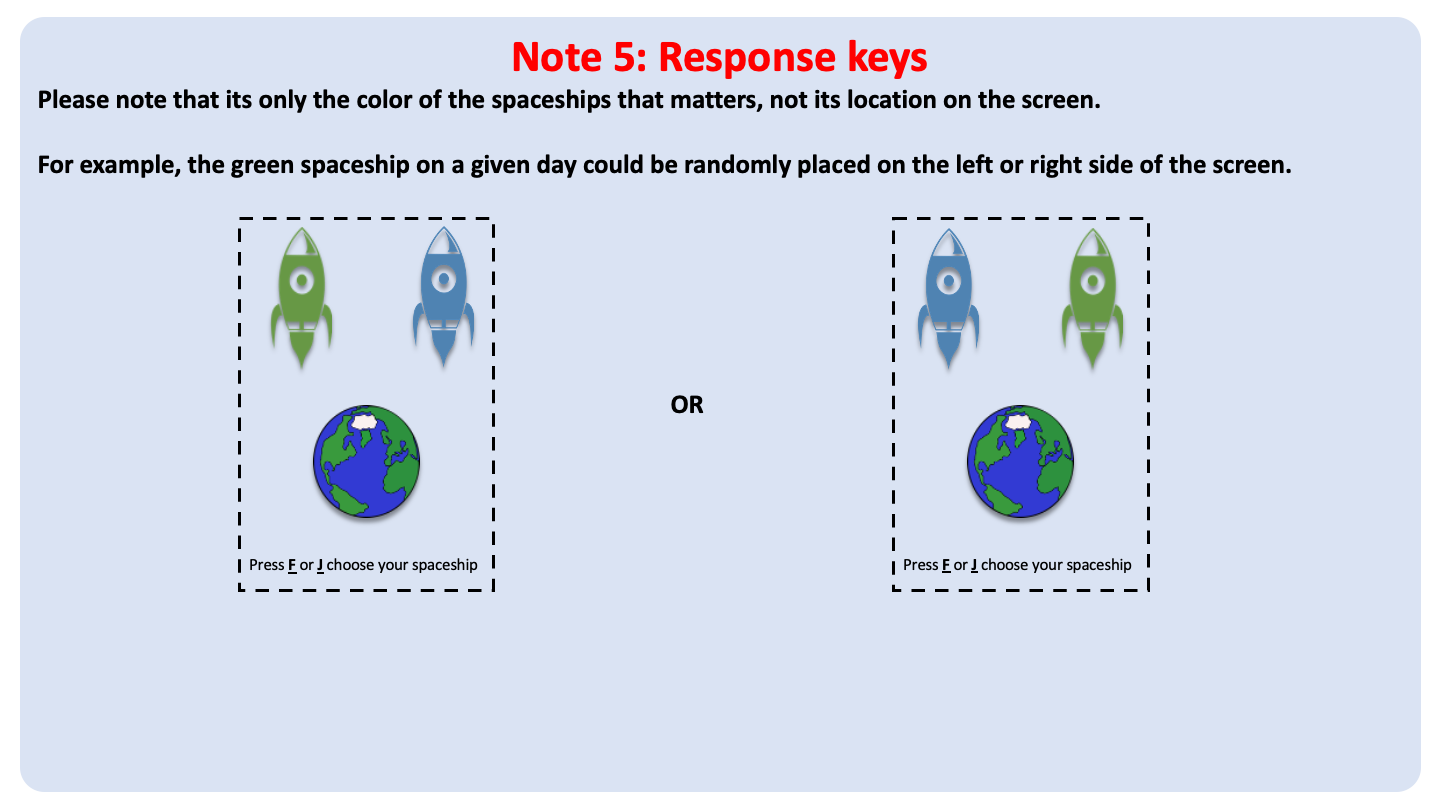 Note 5: Response keys
Please note that its only the color of the spaceships that matters, not its location on the screen.
For example, the green spaceship on a given day could be randomly placed on the left or right side of the screen.
OR
Press F or J choose your spaceship
Press F or J choose your spaceship